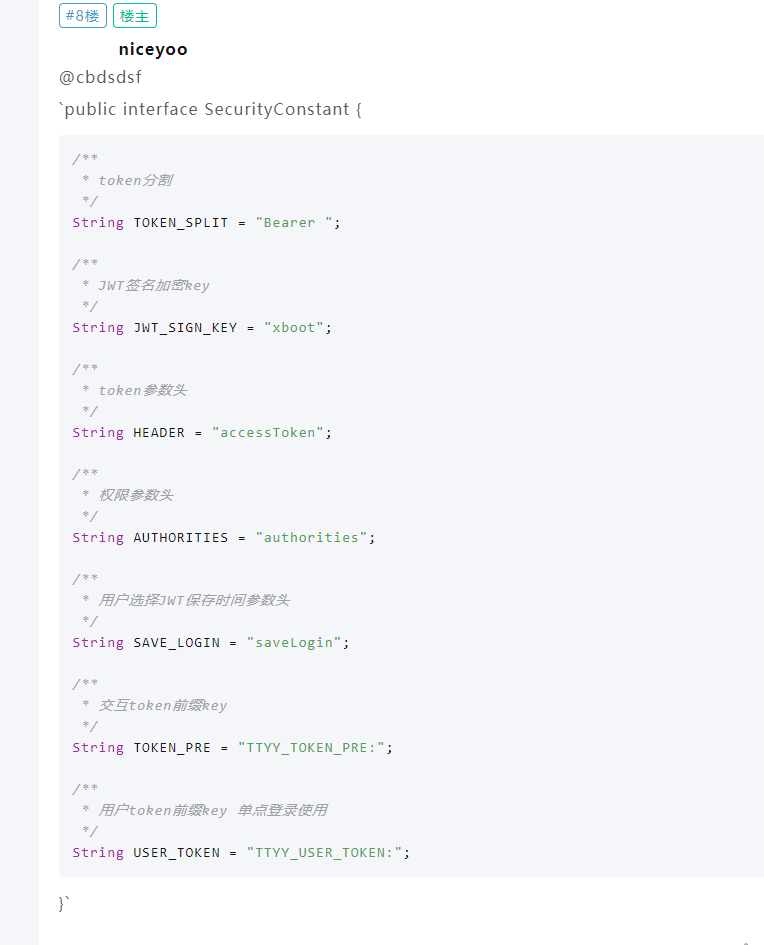 #8楼 楼主
niceyoo
@cbdsdsf
`public interface SecurityConstant {
/**
 * token分割
 */
String TOKEN_SPLIT = "Bearer ";
/**
 * JWT签名加密key
 */
String JWT_SIGN_KEY = "xboot";
/**
 * token参数头
 */
String HEADER = "accessToken";
/**
 * 权限参数头
 */
String AUTHORITIES = "authorities";
/**
 * 用户选择JWT保存时间参数头
 */
String SAVE_LOGIN = "saveLogin";
/**
 * 交互token前缀key
 */
String TOKEN_PRE = "TTYY_TOKEN_PRE:";
/**
 * 用户token前缀key 单点登录使用
 */
String USER_TOKEN = "TTYY_USER_TOKEN:";
}`